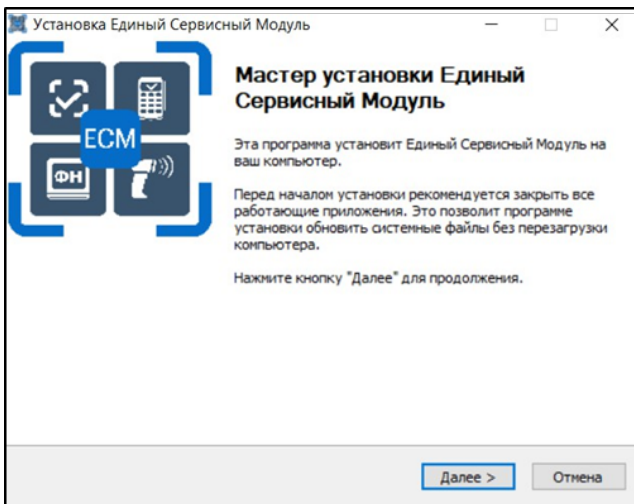 Установка Единый Сервисный Модуль
ЕСМ
ФН
Мастер установки Единый
Сервисный Модуль
Эта программа установит Единый Сервисный Модуль на
ваш компьютер.
Перед началом установки рекомендуется закрыть все
работающие приложения. Это позволит программе
установки обновить системные файлы без перезагрузки
компьютера.
Нажмите кнопку "Далее" для продолжения.
Далее >
Отмена